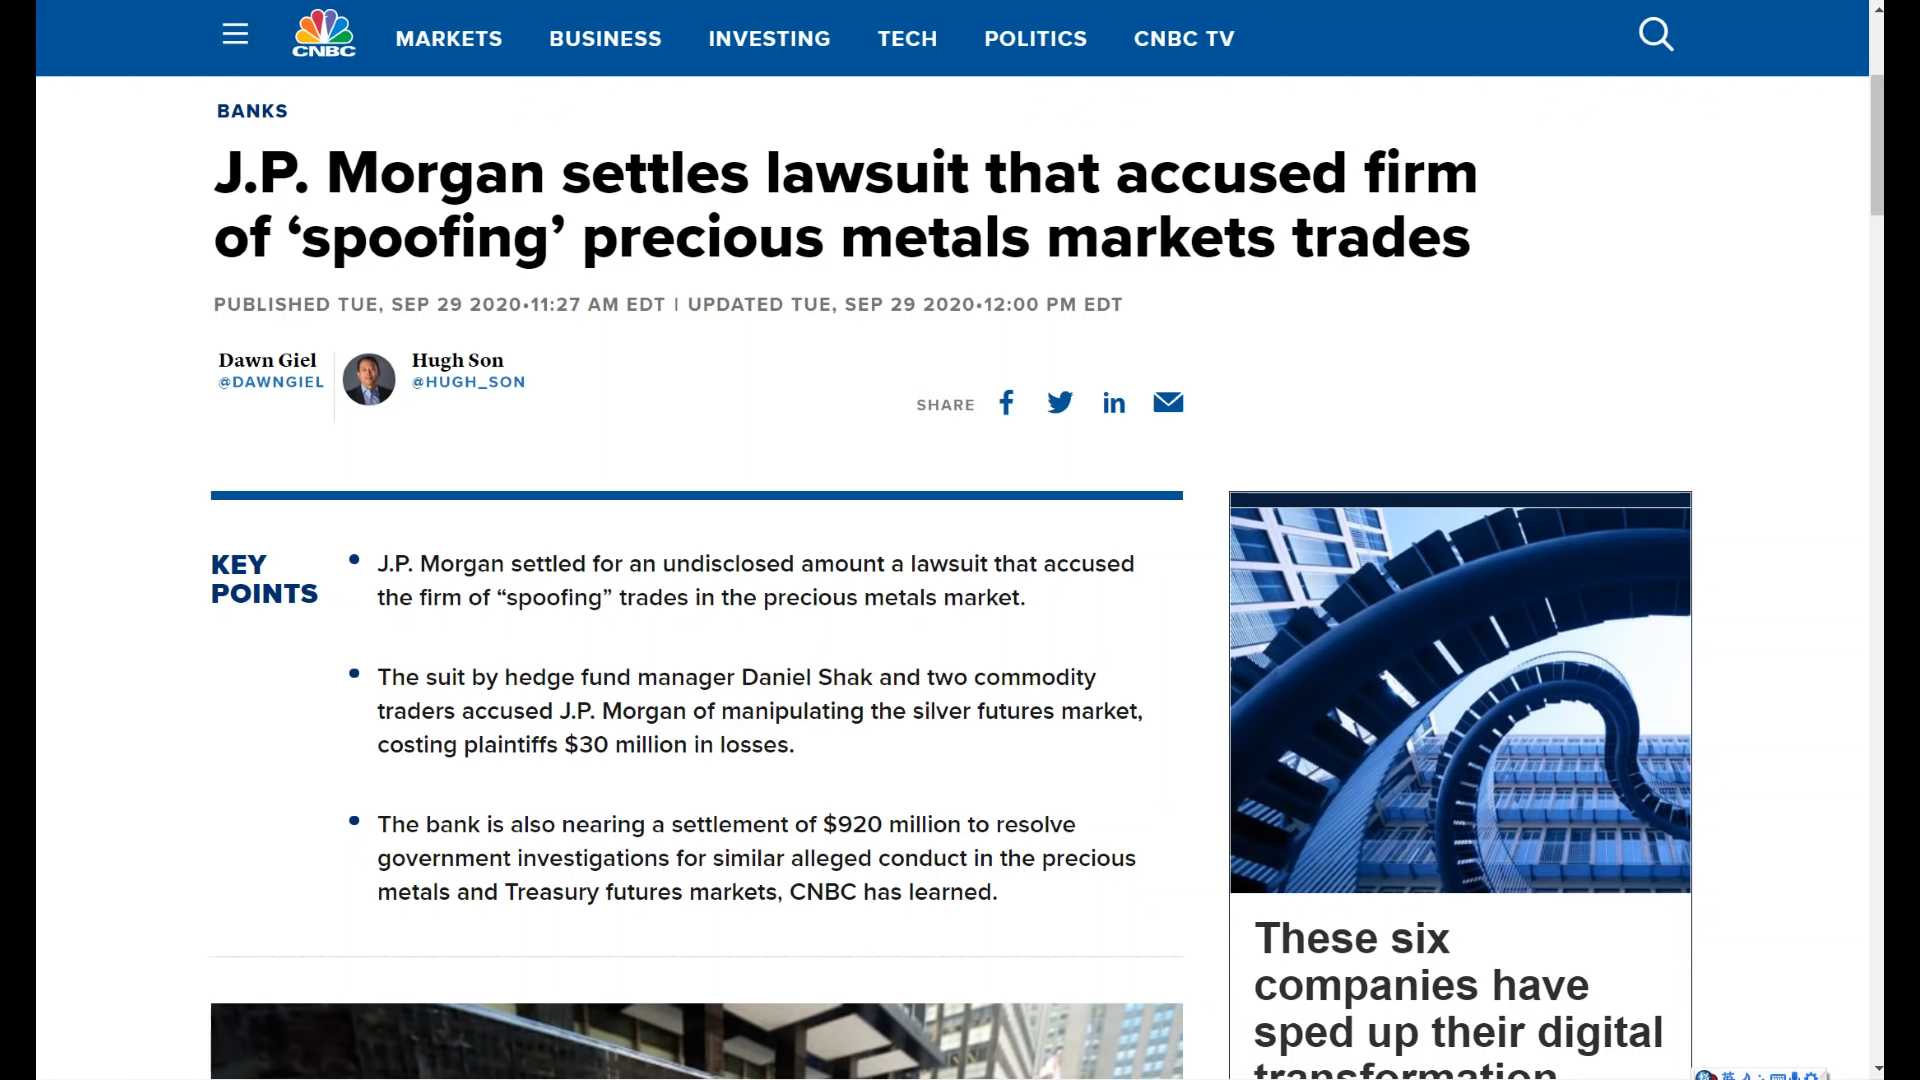 CNBC
MARKETS
BUSINESS
INVESTING
TECH
POLITICS
CNBC TV
BANKS
J.P. Morgan settles lawsuit that accused firm
of ‘spoofing’ precious metals markets trades
PUBLISHED TUE, SEP 29 2020•11:27 AM EDT | UPDATED TUE, SEP 29 2020•12:00 PM EDT
Dawn Giel
@DAWNGIEL
Hugh Son
@HUGH_SON
SHARE
KEY
POINTS
J.P. Morgan settled for an undisclosed amount a lawsuit that accused
the firm of “spoofing” trades in the precious metals market.
The suit by hedge fund manager Daniel Shak and two commodity
traders accused J.P. Morgan of manipulating the silver futures market,
costing plaintiffs $30 million in losses.
The bank is also nearing a settlement of $920 million to resolve
government investigations for similar alleged conduct in the precious
metals and Treasury futures markets, CNBC has learned.
These six
companies have
sped up their digital
transformation
英